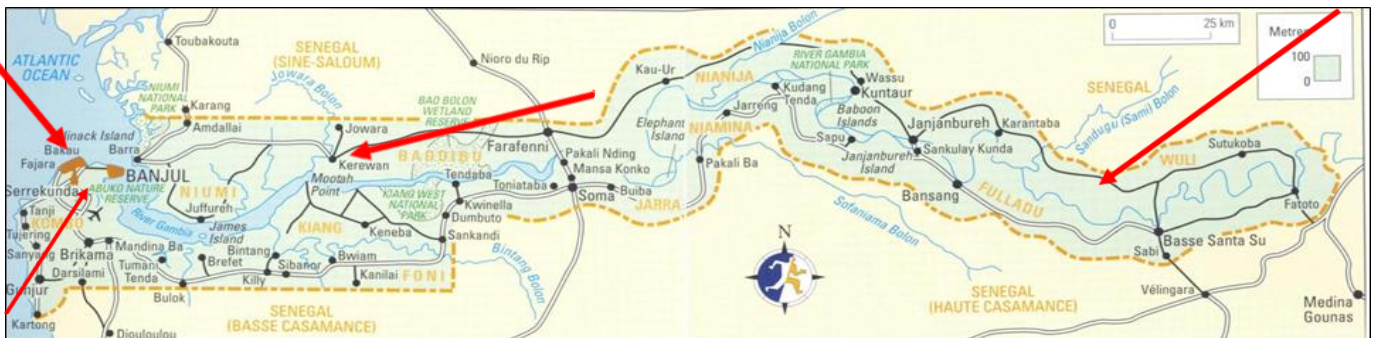 Toubakouta
SENEGAL
(SINE-SALOUM)
Nioro du Rip
ATLANTIC
OCEAN
NIUMI
NATIONAL
PARK
Karang
Amdallai
Jowara Bolon
Jowara
BAO BOLON
WETLAND
RESERVE
Kau-Ur
NIANIJA
Nianija Bolon
RIVER GAMBIA
NATIONAL PARK
Wassu
Kuntaur
Kudang
Tenda
Jarreng
Baboon
Islands
SENEGAL
0 25 km
Metres
100
0
Jinack Island
Bakau
Fajara
Barra
BANJUL
Serrekunda
ABUKO NATURE
RESERVE
NIUMI
Juffureh
James
Island
River Gambia
Kerewan
Mootah
Point
BADDIBU
Farafenni
Elephant
Island
NIAMINA
Sapu
Janjanbureh
Island
Janjanbureh
Sankulay Kunda
Karantaba
Sandugu (Sami) Bolon
WULI
Sutukoba
Fatoto
Pakali Nding
Mansa Konko
Pakali Ba
Tendaba
Toniataba
Soma
Buiba
JARRA
KIANG WEST
NATIONAL
PARK
Kwinella
Dumbuto
KIANG
Keneba
Sankandi
Bansang
FULLADU
Sofaniama Bolon
Basse Santa Su
Sabi
Tanji
KOMBO
Tujering
Sanyang
Brikama
Mandina Ba
Darsilami
Gunjur
Tumani
Tenda
Brefet
Bintang
Sibanor
Bwiam
Killy
Kanilai
FONI
Bintang
Bolon
Bulok
Kartong
Diouloulou
SENEGAL
(BASSE CASAMANCE)
N
SENEGAL
(HAUTE CASAMANCE)
Vélingara
Medina
Gounas